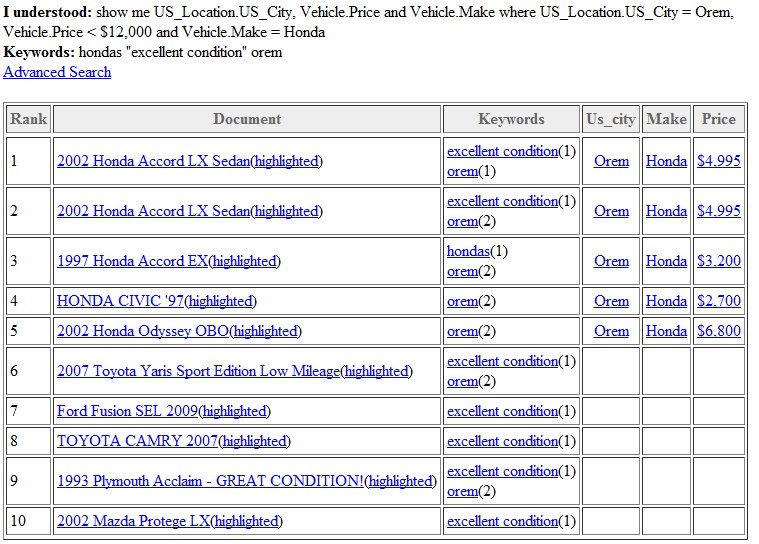 I understood: show me US_Location.US_City, Vehicle.Price and Vehicle.Make where US_Location.US_City = Orem,
Vehicle.Price < $12,000 and Vehicle.Make = Honda
Keywords: hondas "excellent condition" orem
Advanced Search
Rank Document Keywords Us_city Make Price
1 2002 Honda Accord LX Sedan(highlighted) excellent condition(1) Orem Honda $4,995
orem(1)
2 2002 Honda Accord LX Sedan(highlighted) excellent condition(1) Orem Honda $4,995
orem(2)
3 1997 Honda Accord EX(highlighted) hondas(1) Orem Honda $3,200
orem(2)
4 HONDA CIVIC '97(highlighted) orem(2) Orem Honda $2,700
5 2002 Honda Odyssey OBO(highlighted) orem(2) Orem Honda $6,800
6 2007 Toyota Yaris Sport Edition Low Mileage(highlighted) excellent condition(1)
orem(2)
7 Ford Fusion SEL 2009(highlighted) excellent condition(1)
8 TOYOTA CAMRY 2007(highlighted) excellent condition(1)
9 1993 Plymouth Acclaim - GREAT CONDITION!(highlighted) excellent condition(1)
orem(2)
10 2002 Mazda Protege LX(highlighted) excellent condition(1)